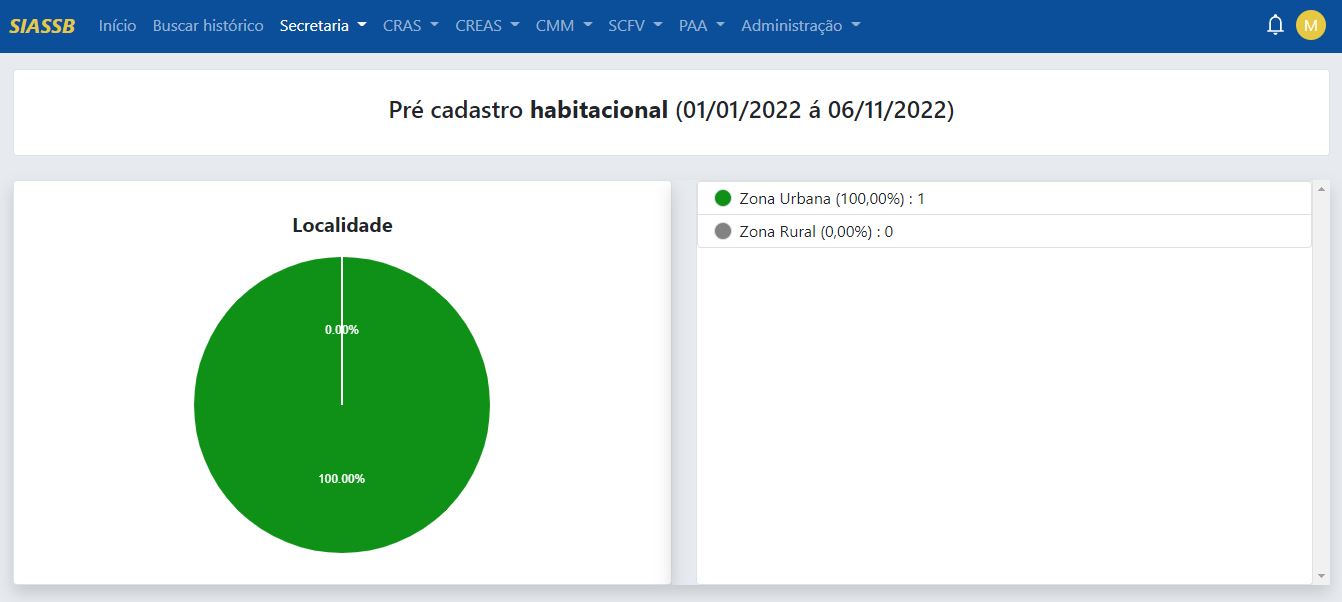 SIASSB Início Buscar histórico Secretaria CRAS CREAS CMM SCFV PAA Administração M
Pré cadastro habitacional (01/01/2022 á 06/11/2022)
Localidade
0.00%
100.00%
Zona Urbana (100,00%) : 1
Zona Rural (0,00%) : 0